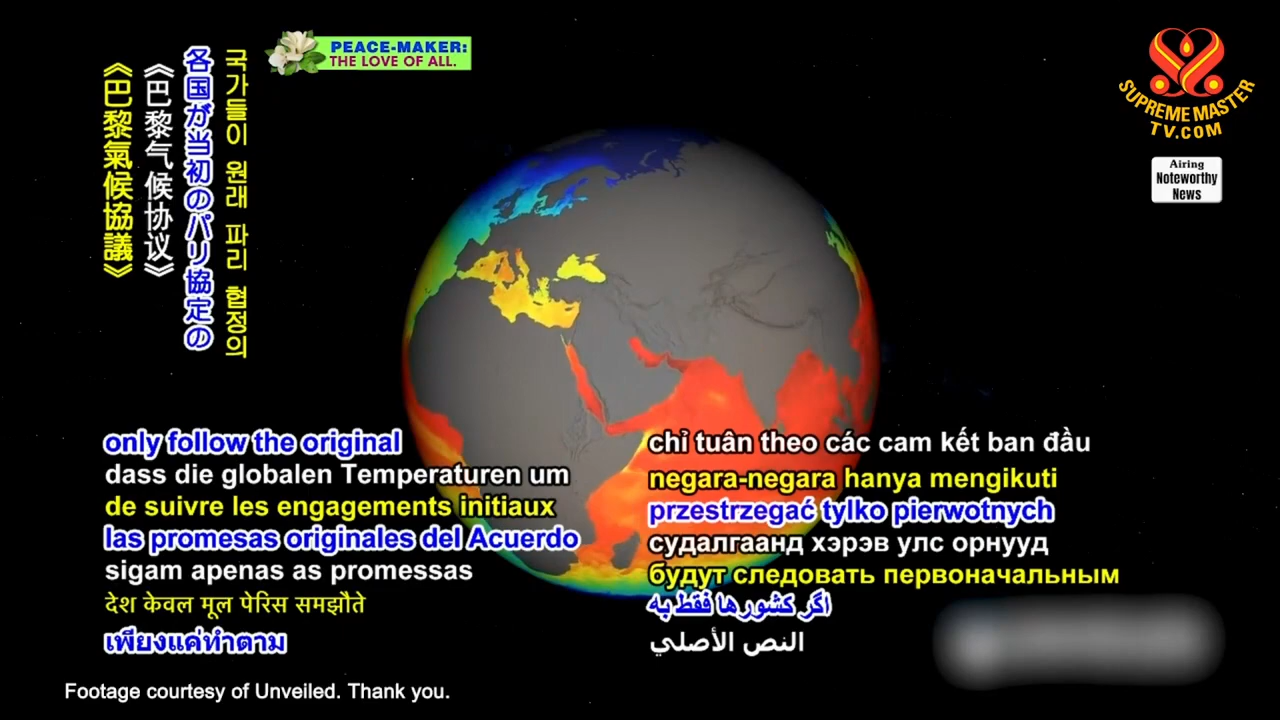 PEACE-MAKER:
THE LOVE OF ALL.
SUPREME MASTER
TV.COM
Airing
Noteworthy
News
국가들이 원래 파리 협정의
各国が当初のパリ協定の
《巴黎气候协议》
《巴黎氣候協議》
only follow the original
dass die globalen Temperaturen um
de suivre les engagements initiaux
las promesas originales del Acuerdo
sigam apenas as promessas
देश केवल मूल पेरिस समझौते
เพียงแค่ทำตาม
chỉ tuân theo các cam kết ban đầu
negara-negara hanya mengikuti
przestrzegać tylko pierwotnych
судалгаанд хэрэв улс орнууд
будут следовать первоначальным
اگر کشورها فقط به
النص الأصلي
Footage courtesy of Unveiled. Thank you.